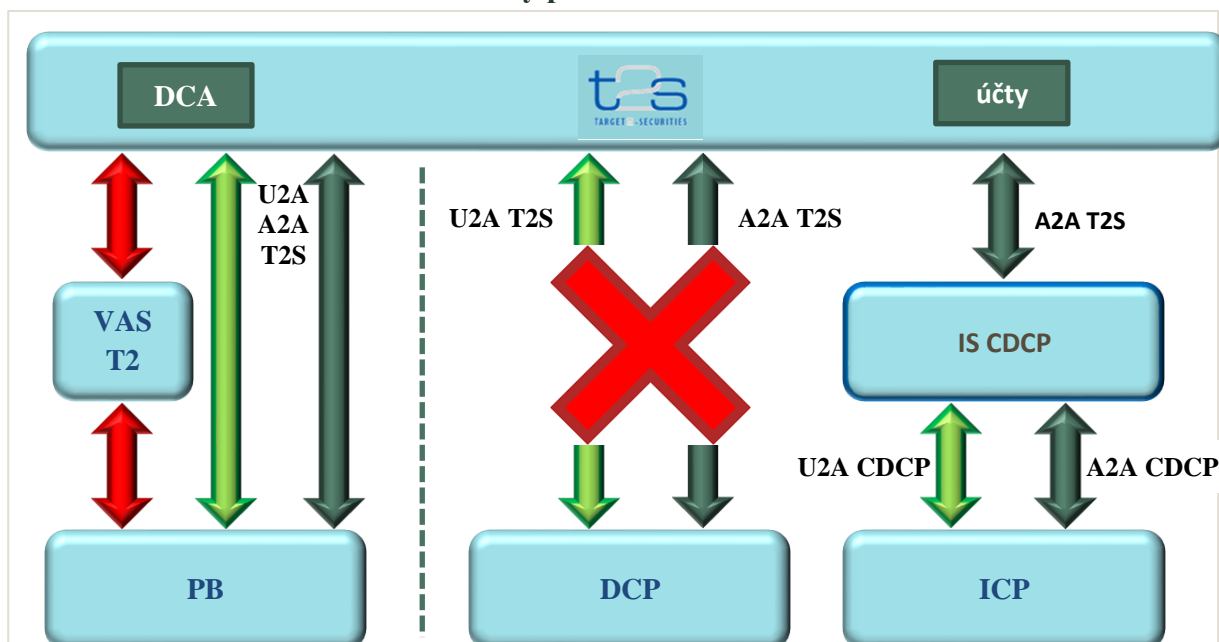 DCA
t2s
TARGET2-SECURITIES
účty
U2A
A2A
T2S
U2A T2S
A2A T2S
A2A T2S
VAS
T2
IS CDCP
U2A CDCP
A2A CDCP
PB
DCP
ICP